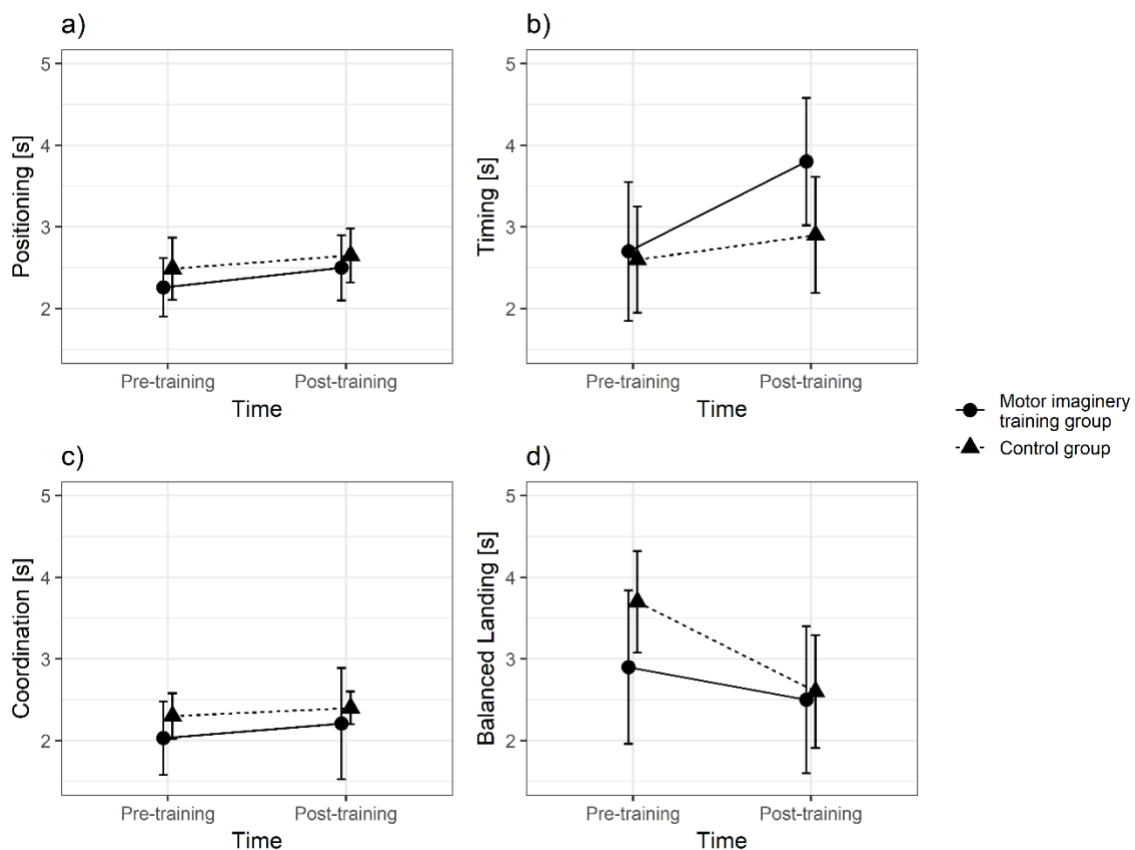 a)
5
4
3
2
Positioning [s]
Pre-training Post-training
Time
b)
5
4
3
2
Timing [s]
Pre-training Post-training
Time
Motor imaginery
training group
Control group
c)
5
4
3
2
Coordination [s]
Pre-training Post-training
Time
d)
5
4
3
2
Balanced Landing [s]
Pre-training Post-training
Time